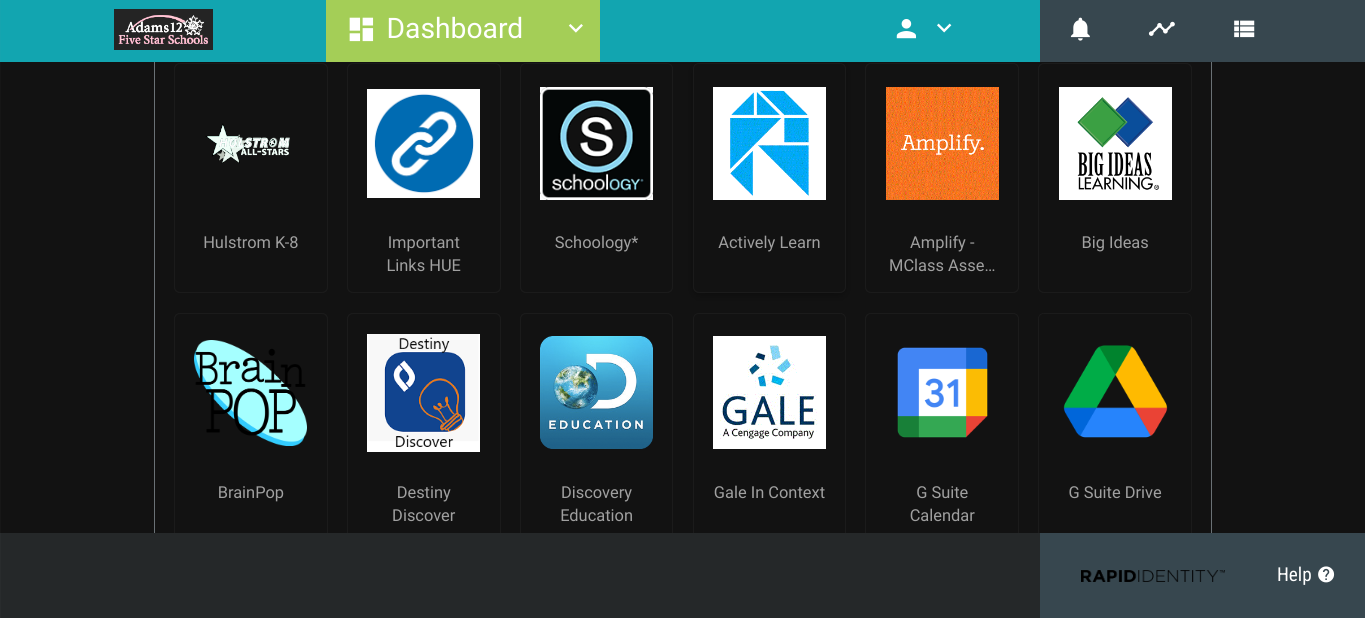 Adams12
Five Star Schools
Dashboard
ALL-STARS
Hulstrom K-8
Important
Links HUE
S
schoology
Schoology*
Actively Learn
Amplify.
Amplify -
MClass Asse…
BIG IDEAS
LEARNING®
Big Ideas
Brain
POP
BrainPop
Destiny
Discover
Destiny
Discover
D
EDUCATION
Discovery
Education
GALE
A Cengage Company
Gale In Context
31
G Suite
Calendar
G Suite Drive
RAPIDIDENTITY™
Help ?